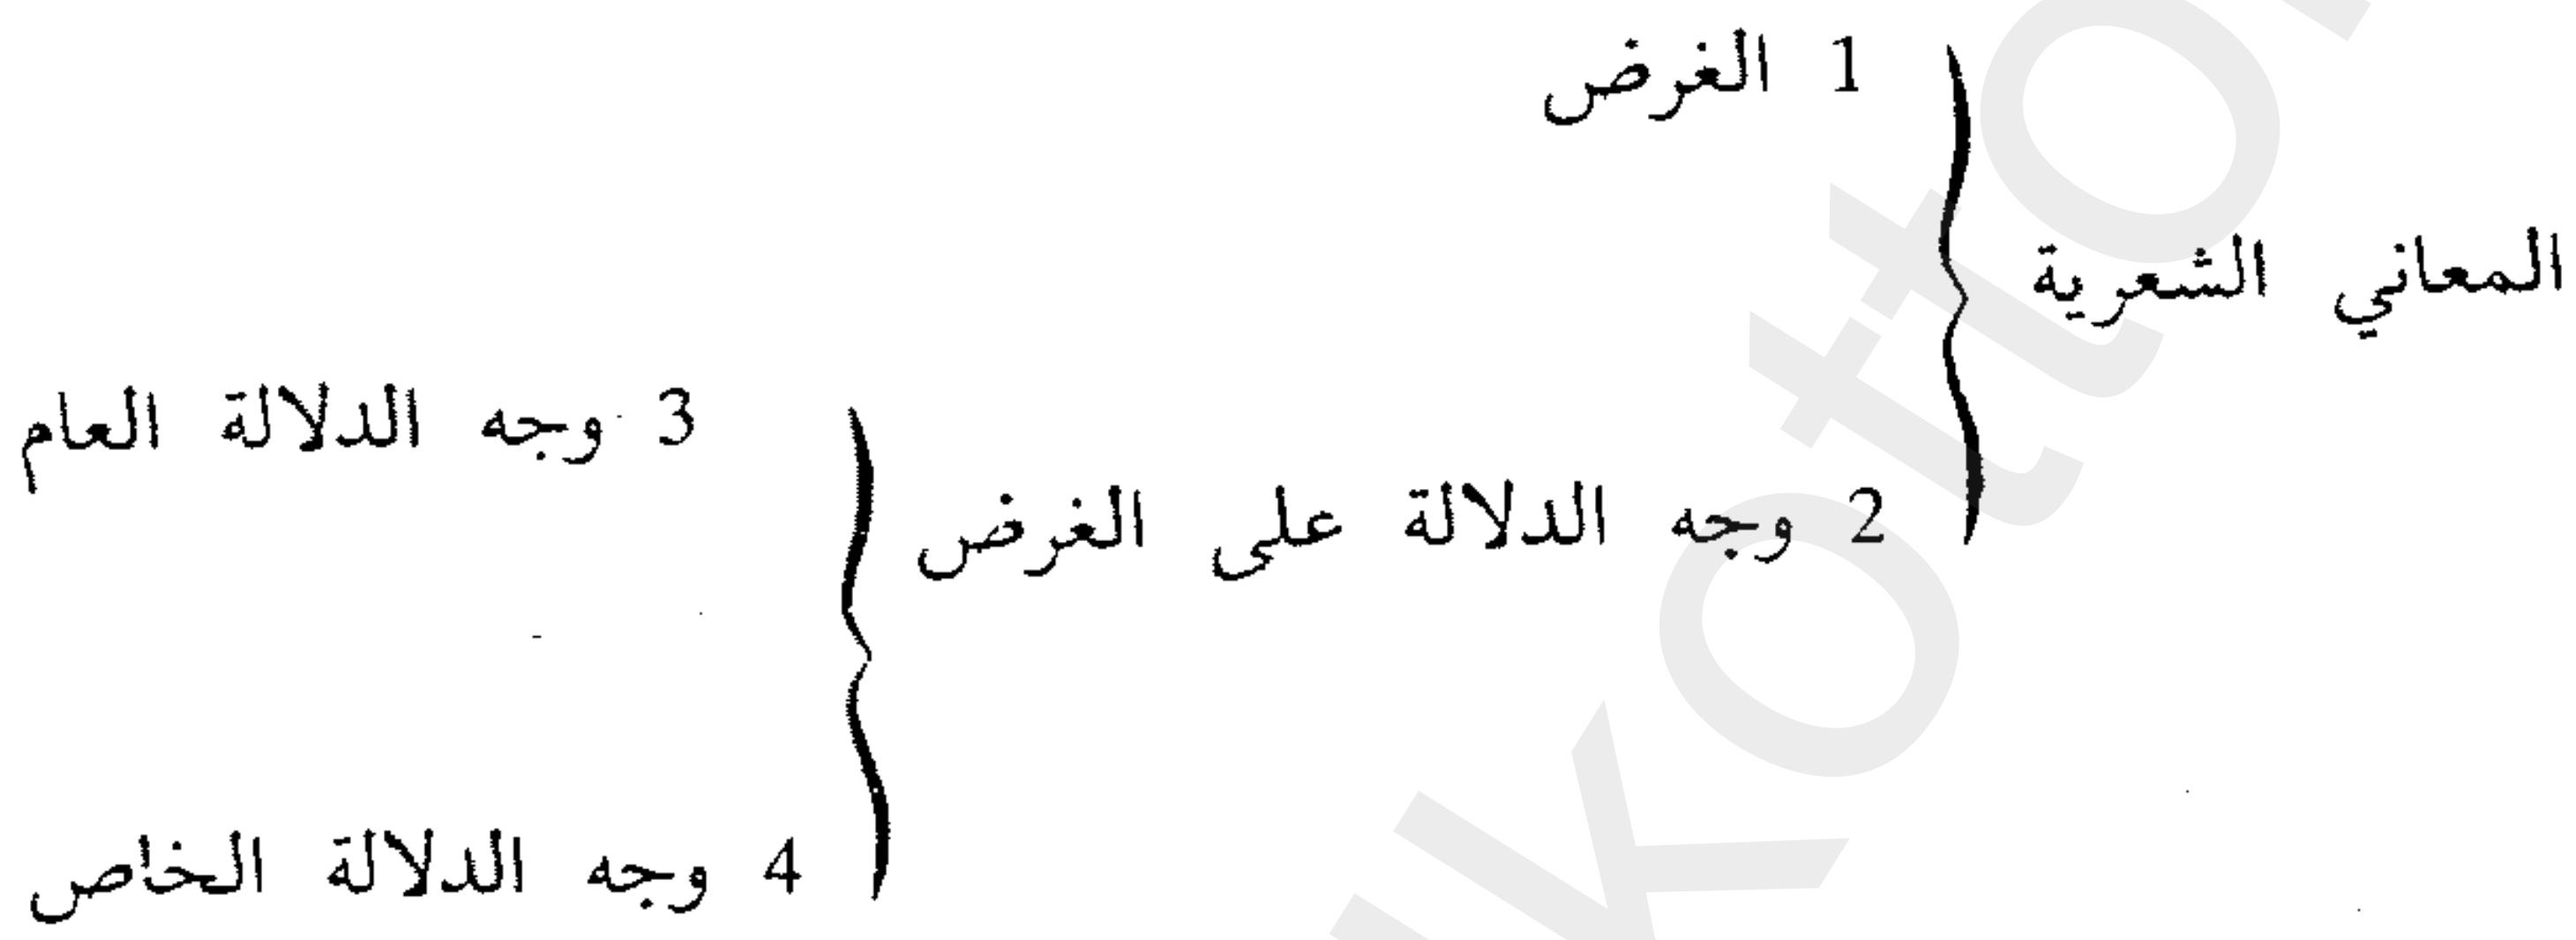 1 الغرض
المعاني الشعرية
2 وجه الدلالة على الغرض
3 وجه الدلالة العام
4 وجه الدلالة الخاص